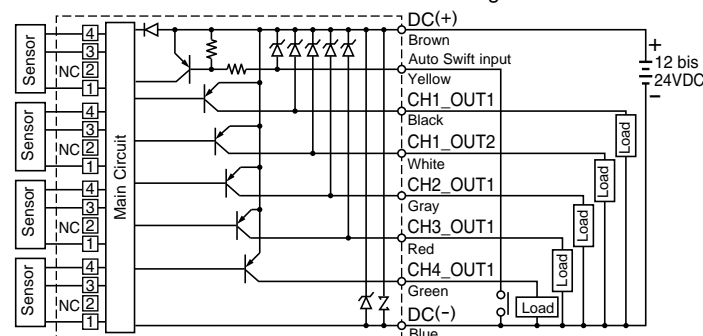 DC(+)
Brown
Auto Swift input
Yellow
CH1_OUT1
Black
CH1_OUT2
White
CH2_OUT1
Gray
CH3_OUT1
Red
CH4_OUT1
Green
DC(-)
Blue
+
12 bis
24VDC
−
Load
Load
Load
Load
Load
Main Circuit
Sensor
4
3
NC 2
1
Sensor
4
3
NC 2
1
Sensor
4
3
NC 2
1
Sensor
4
3
NC 2
1